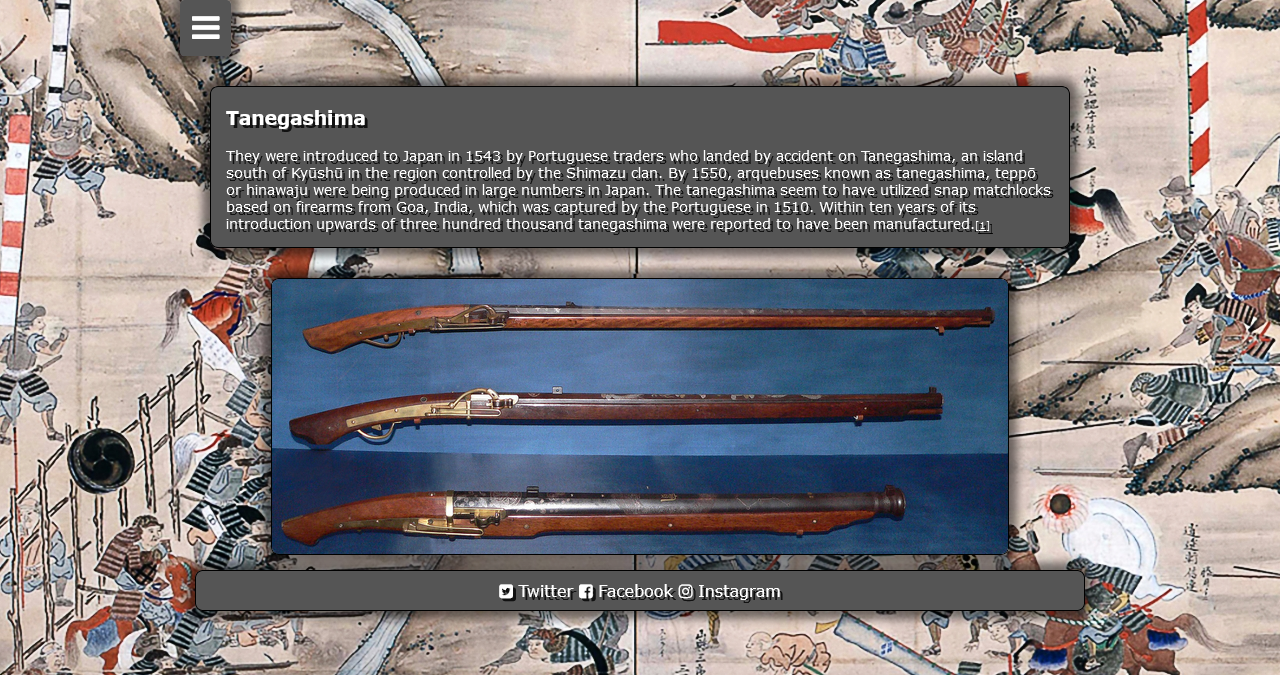 Tanegashima
They were introduced to Japan in 1543 by Portuguese traders who landed by accident on Tanegashima, an island
south of Kyūshū in the region controlled by the Shimazu clan. By 1550, arquebuses known as tanegashima, teppō
or hinawaju were being produced in large numbers in Japan. The tanegashima seem to have utilized snap matchlocks
based on firearms from Goa, India, which was captured by the Portuguese in 1510. Within ten years of its
introduction upwards of three hundred thousand tanegashima were reported to have been manufactured.[1]
Twitter Facebook Instagram